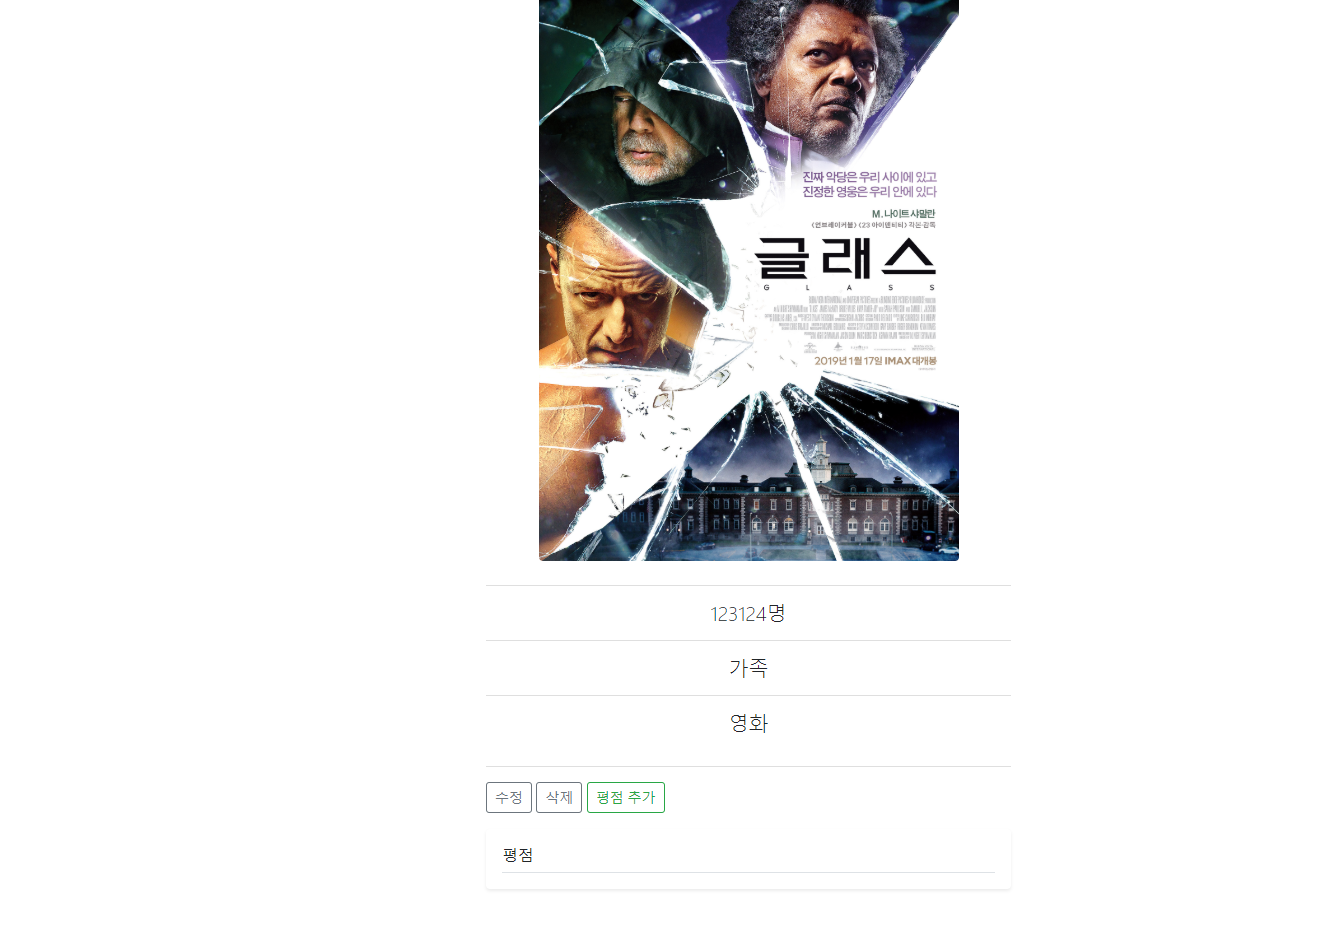 진짜 악당은 우리 사이에 있고
진정한 영웅은 우리 안에 있다
M. 나이트 샤말란
<언브레이커블> <23 아이덴티티> 각본·감독
글래스
GLASS
2019년 1월 17일 IMAX 대개봉
123124명
가족
영화
수정 삭제 평점 추가
평점